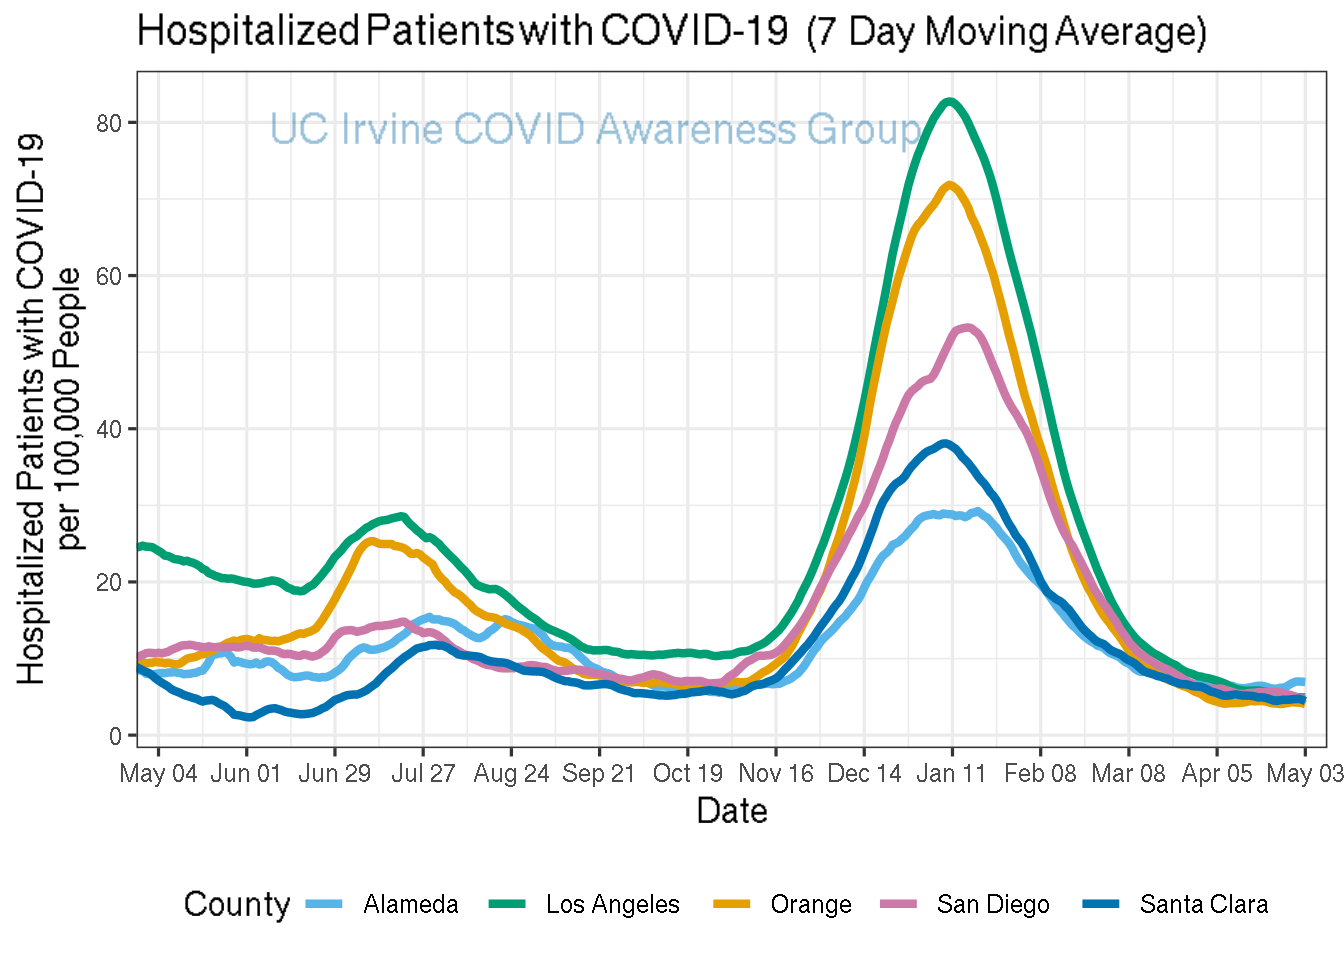 Hospitalized Patients with COVID-19 (7 Day Moving Average)
UC Irvine COVID Awareness Group
Hospitalized Patients with COVID-19
per 100,000 People
80
60
40
20
0
May 04 Jun 01 Jun 29 Jul 27 Aug 24 Sep 21 Oct 19 Nov 16 Dec 14 Jan 11 Feb 08 Mar 08 Apr 05 May 03
Date
County Alameda Los Angeles Orange San Diego Santa Clara